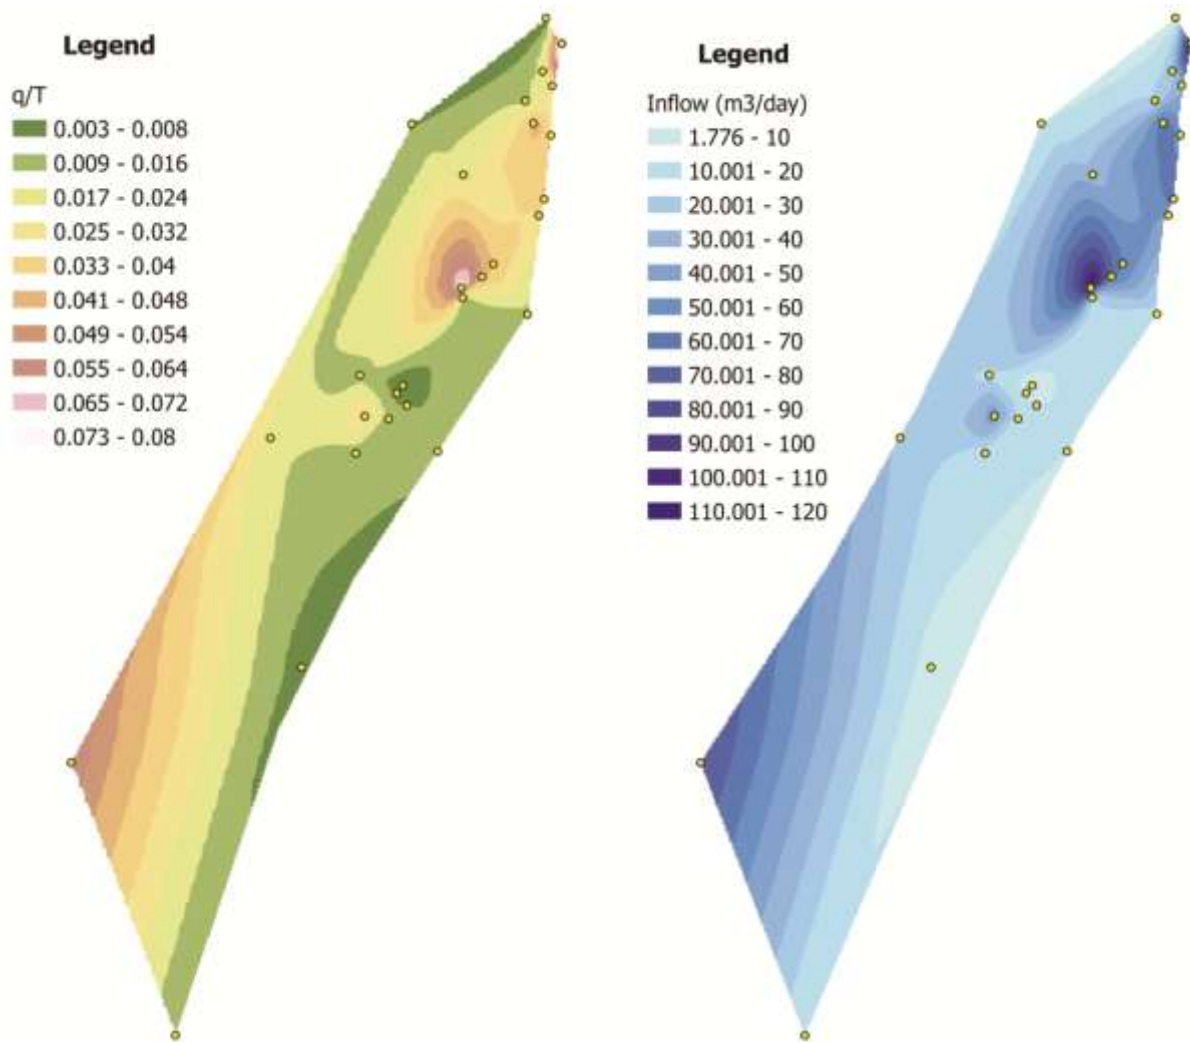 Legend
q/T
0.003 - 0.008
0.009 - 0.016
0.017 - 0.024
0.025 - 0.032
0.033 - 0.04
0.041 - 0.048
0.049 - 0.054
0.055 - 0.064
0.065 - 0.072
0.073 - 0.08
Legend
Inflow (m3/day)
1.776 - 10
10.001 - 20
20.001 - 30
30.001 - 40
40.001 - 50
50.001 - 60
60.001 - 70
70.001 - 80
80.001 - 90
90.001 - 100
100.001 - 110
110.001 - 120